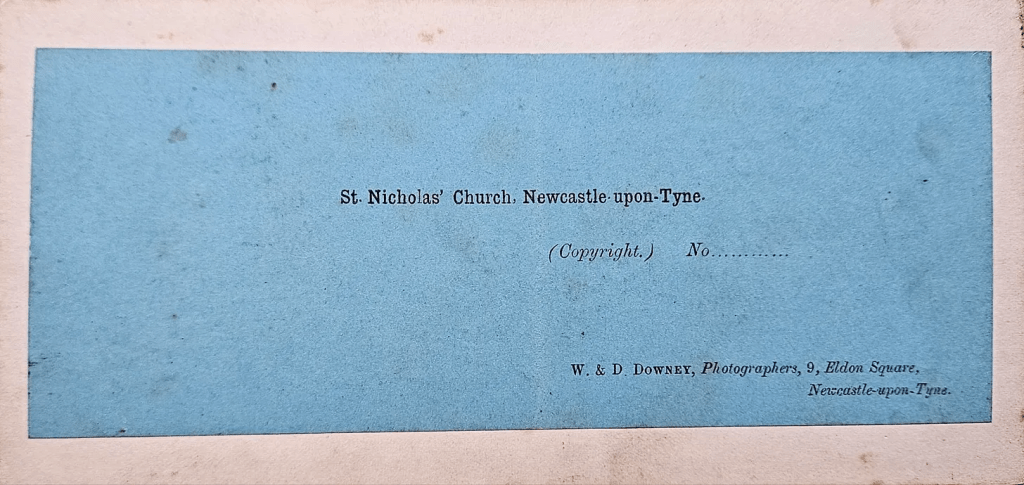 St. Nicholas' Church, Newcastle-upon-Tyne.
(Copyright.) No............
W. & D. Downey, Photographers, 9, Eldon Square,
Newcastle-upon-Tyne.